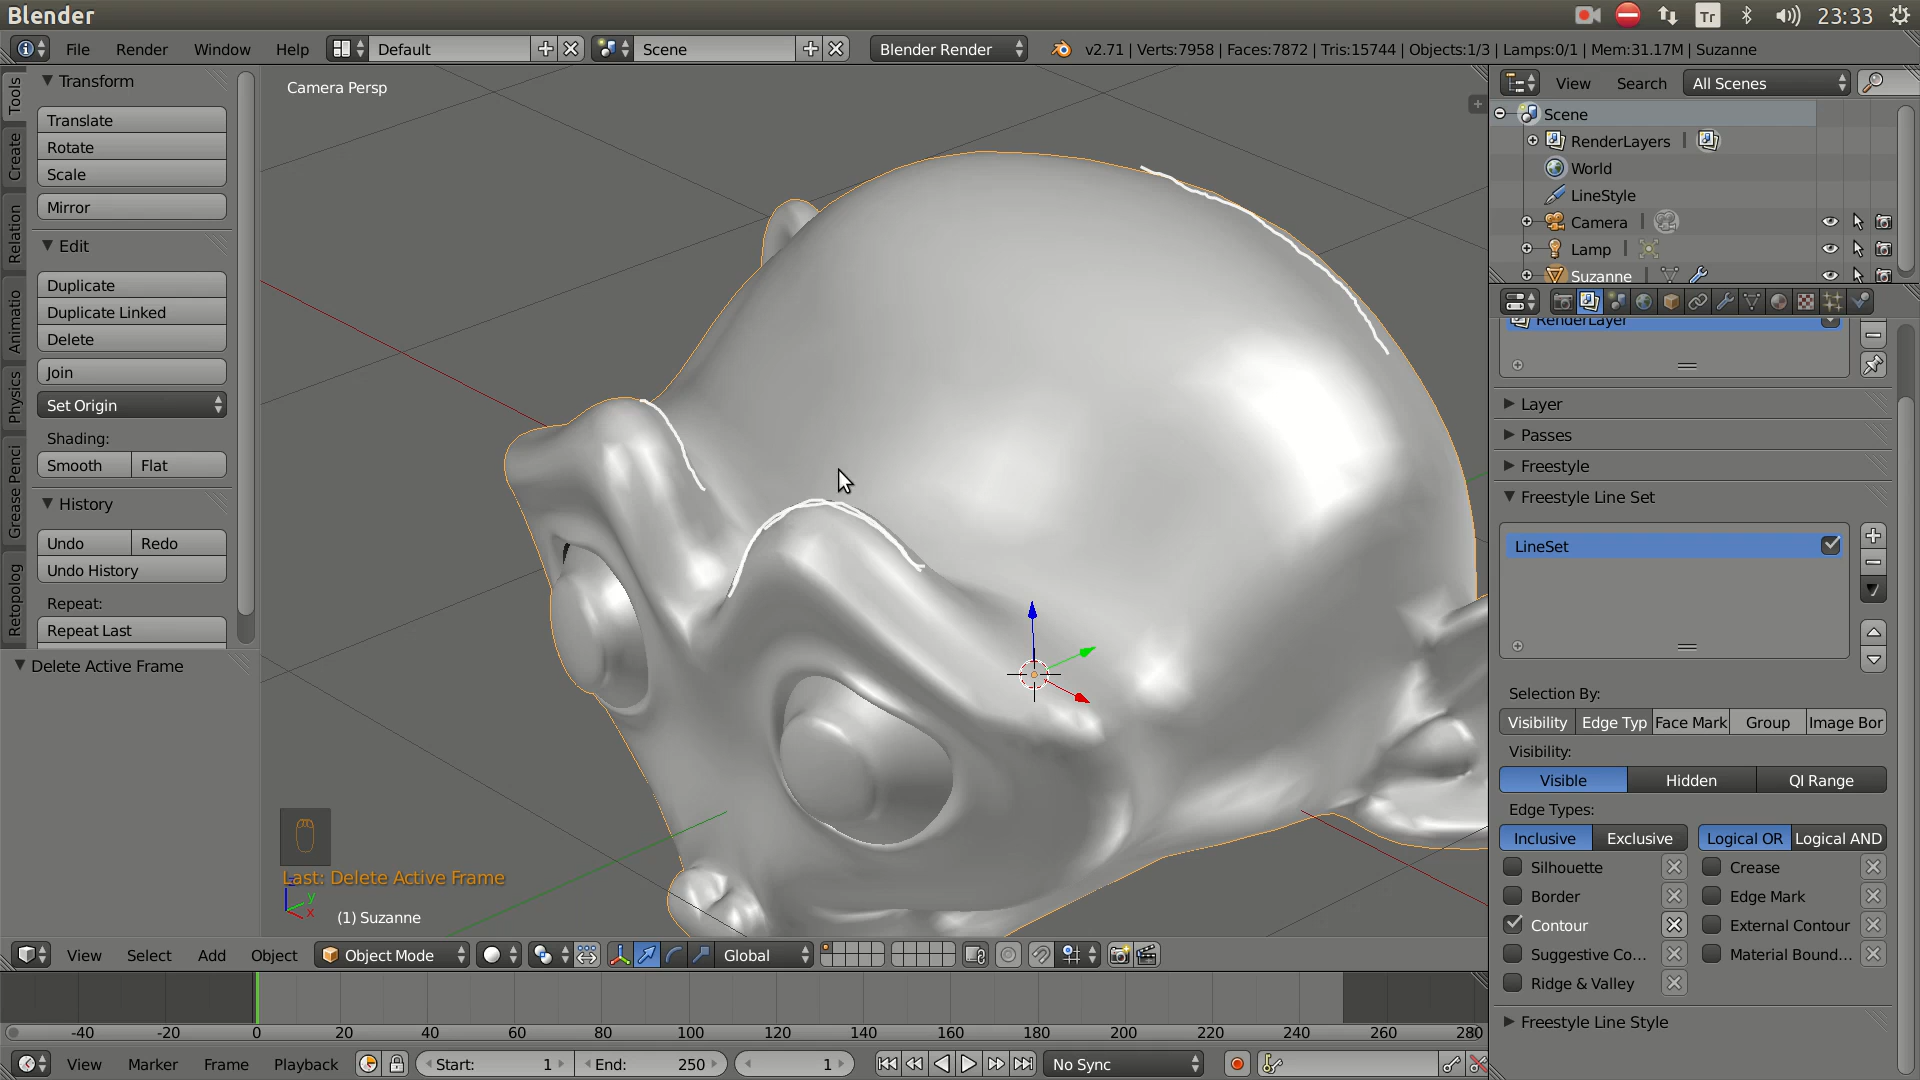 Blender
Tr
23:33
File Render Window Help
Default
Scene
Blender Render
v2.71 | Verts:7958 | Faces:7872 | Tris:15744 | Objects:1/3 | Lamps:0/1 | Mem:31.17M | Suzanne
Tools
Create
Relation
Animatio
Physics
Grease Penci
Retopolog
Transform
Translate
Rotate
Scale
Mirror
Edit
Duplicate
Duplicate Linked
Delete
Join
Set Origin
Shading:
Smooth Flat
History
Undo Redo
Undo History
Repeat:
Repeat Last
Delete Active Frame
Camera Persp
Last: Delete Active Frame
z
y
x
(1) Suzanne
View Search All Scenes
Scene
RenderLayers
World
LineStyle
Camera
Lamp
Suzanne
RenderLayer
Layer
Passes
Freestyle
Freestyle Line Set
LineSet
Selection By:
Visibility Edge Typ Face Mark Group Image Bor
Visibility:
Visible Hidden QI Range
Edge Types:
Inclusive Exclusive Logical OR Logical AND
Silhouette Crease
Border Edge Mark
Contour External Contour
Suggestive Co... Material Bound...
Ridge & Valley
Freestyle Line Style
View Select Add Object Object Mode Global
-40 -20 0 20 40 60 80 100 120 140 160 180 200 220 240 260 280
View Marker Frame Playback Start: 1 End: 250 1 No Sync